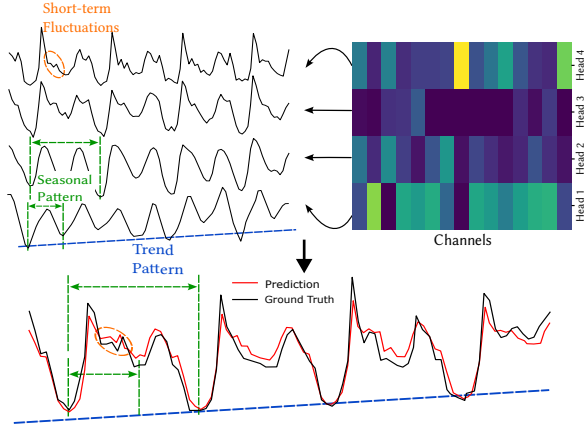 Short-term
Fluctuations
Head 4
Head 3
Head 2
Head 1
Seasonal
Pattern
Channels
Trend
Pattern
Prediction
Ground Truth